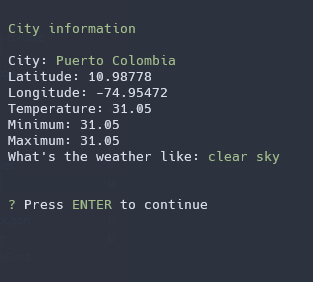 City information
City: Puerto Colombia
Latitude: 10.98778
Longitude: -74.95472
Temperature: 31.05
Minimum: 31.05
Maximum: 31.05
What's the weather like: clear sky
? Press ENTER to continue